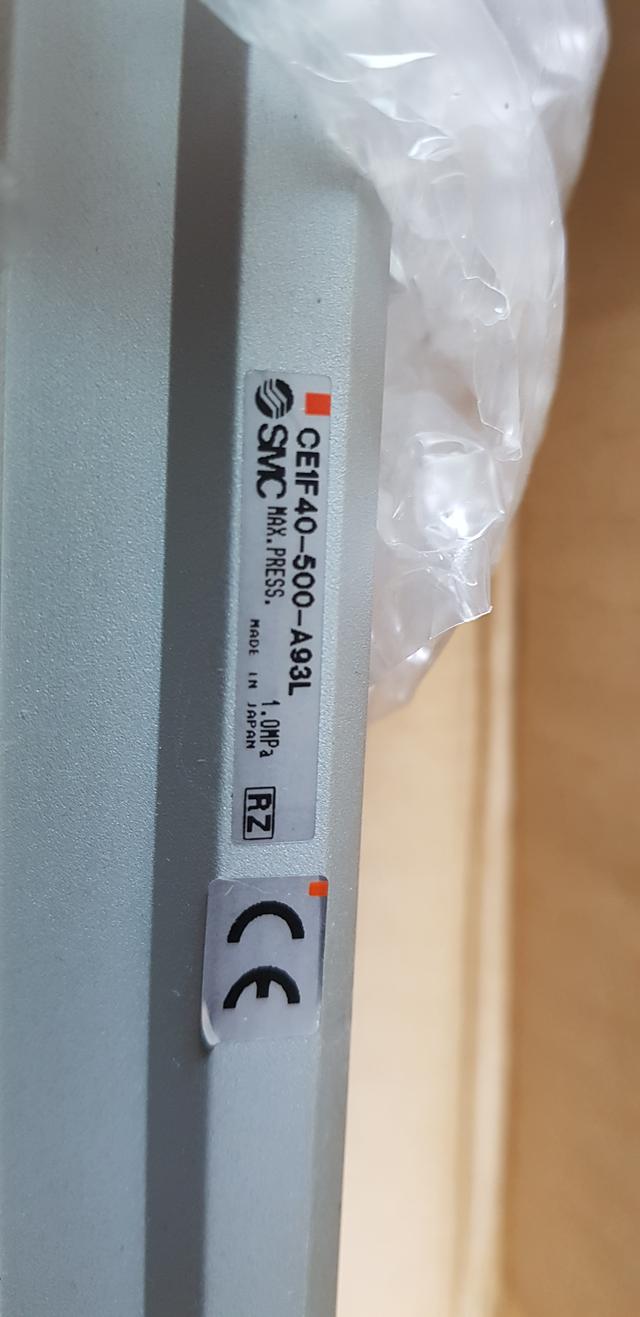 CE1F40-500-A93L
SMC MAX.PRESS. 1.0MPa
MADE IN JAPAN RZ
CE